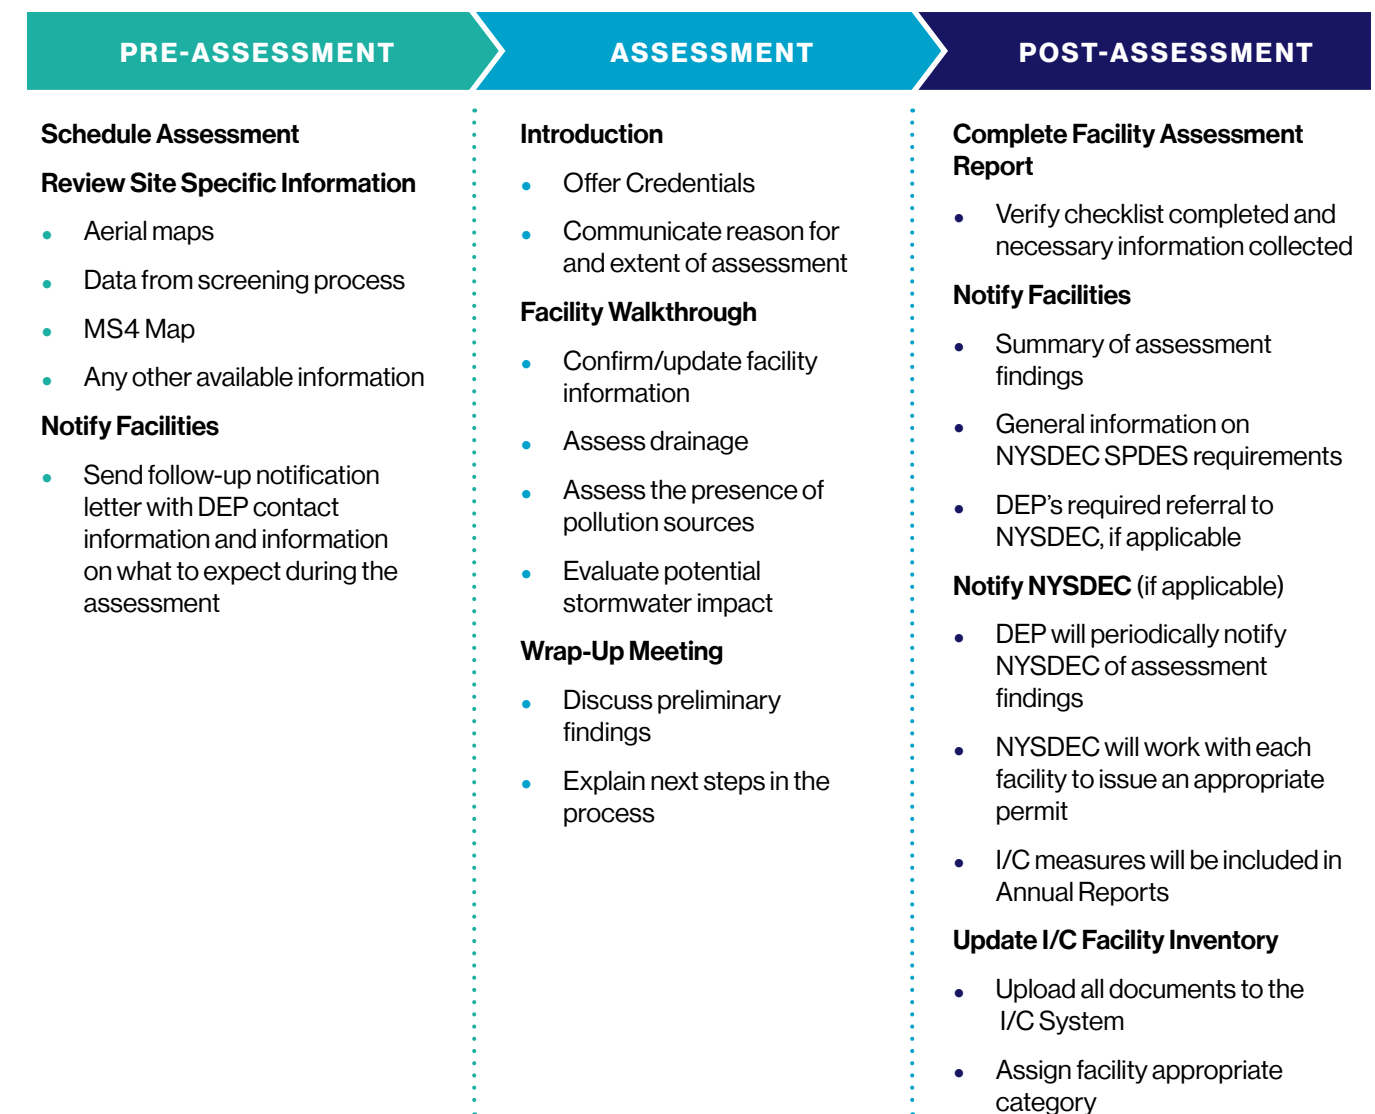 PRE-ASSESSMENT
Schedule Assessment
Review Site Specific Information
• Aerial maps
• Data from screening process
• MS4 Map
• Any other available information
Notify Facilities
• Send follow-up notification
letter with DEP contact
information and information
on what to expect during the
assessment
ASSESSMENT
Introduction
• Offer Credentials
• Communicate reason for
and extent of assessment
Facility Walkthrough
• Confirm/update facility
information
• Assess drainage
• Assess the presence of
pollution sources
• Evaluate potential
stormwater impact
Wrap-Up Meeting
• Discuss preliminary
findings
• Explain next steps in the
process
POST-ASSESSMENT
Complete Facility Assessment
Report
• Verify checklist completed and
necessary information collected
Notify Facilities
• Summary of assessment
findings
• General information on
NYSDEC SPDES requirements
• DEP's required referral to
NYSDEC, if applicable
Notify NYSDEC (if applicable)
• DEP will periodically notify
NYSDEC of assessment
findings
• NYSDEC will work with each
facility to issue an appropriate
permit
• I/C measures will be included in
Annual Reports
Update I/C Facility Inventory
• Upload all documents to the
I/C System
• Assign facility appropriate
category